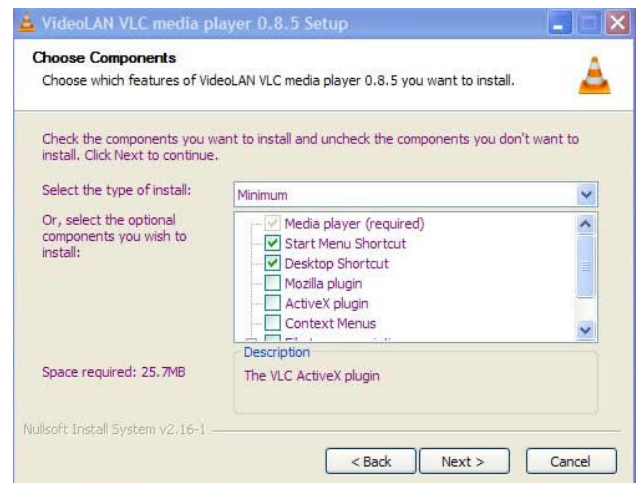 VideoLAN VLC media player 0.8.5 Setup
Choose Components
Choose which features of VideoLAN VLC media player 0.8.5 you want to install.
Check the components you want to install and uncheck the components you don't want to
install. Click Next to continue.
Select the type of install:
Minimum
Or, select the optional
components you wish to
install:
Media player (required)
Start Menu Shortcut
Desktop Shortcut
Mozilla plugin
ActiveX plugin
Context Menus
Space required: 25.7MB
Description
The VLC ActiveX plugin
Nullsoft Install System v2.16-1
< Back
Next >
Cancel